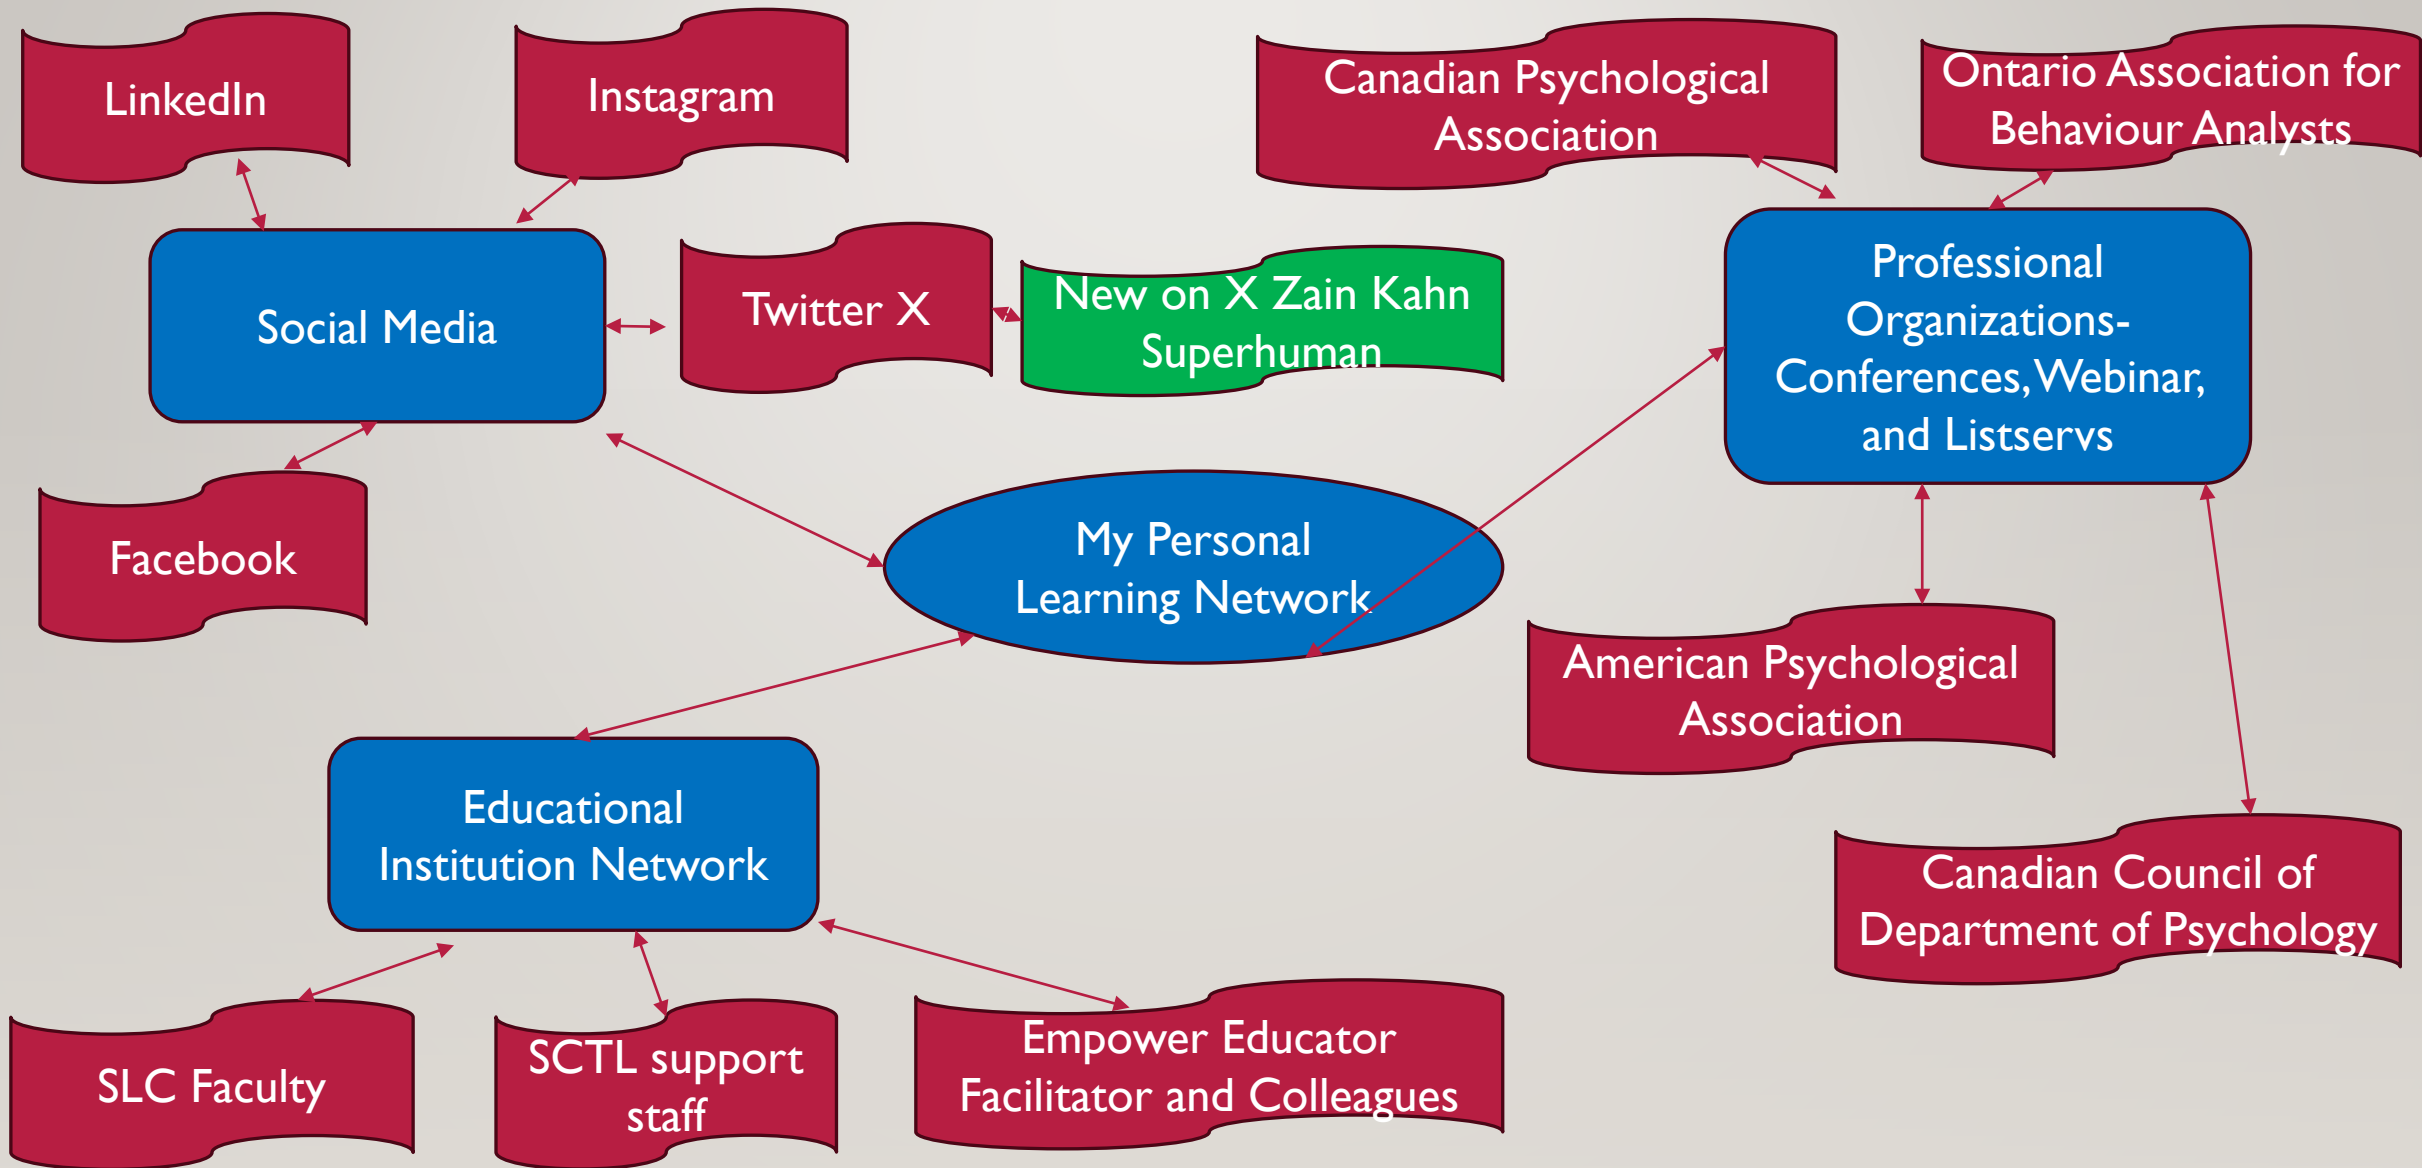 LinkedIn
Instagram
Canadian Psychological
Association
Ontario Association for
Behaviour Analysts
Social Media
Twitter X
New on X Zain Kahn
Superhuman
Professional
Organizations-
Conferences, Webinar,
and Listservs
Facebook
My Personal
Learning Network
American Psychological
Association
Educational
Institution Network
Canadian Council of
Department of Psychology
SLC Faculty
SCTL support
staff
Empower Educator
Facilitator and Colleagues